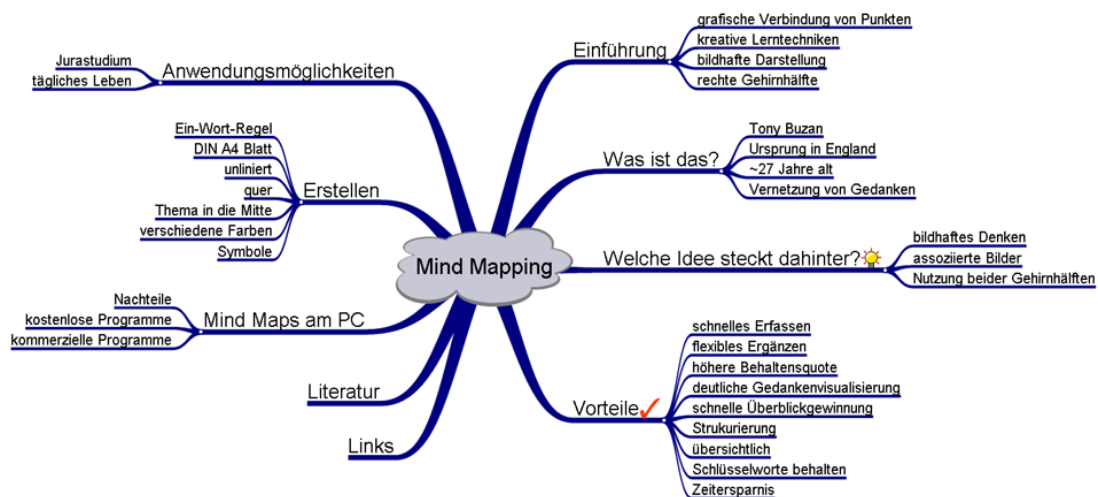 Mind Mapping
Einführung
grafische Verbindung von Punkten
kreative Lerntechniken
bildhafte Darstellung
rechte Gehirnhälfte
Was ist das?
Tony Buzan
Ursprung in England
~27 Jahre alt
Vernetzung von Gedanken
Welche Idee steckt dahinter?
bildhaftes Denken
assoziierte Bilder
Nutzung beider Gehirnhälften
Vorteile
schnelles Erfassen
flexibles Ergänzen
höhere Behaltensquote
deutliche Gedankenvisualisierung
schnelle Überblickgewinnung
Strukurierung
übersichtlich
Schlüsselworte behalten
Zeitersparnis
Anwendungsmöglichkeiten
Jurastudium
tägliches Leben
Erstellen
Ein-Wort-Regel
DIN A4 Blatt
unliniert
quer
Thema in die Mitte
verschiedene Farben
Symbole
Mind Maps am PC
Nachteile
kostenlose Programme
kommerzielle Programme
Literatur
Links